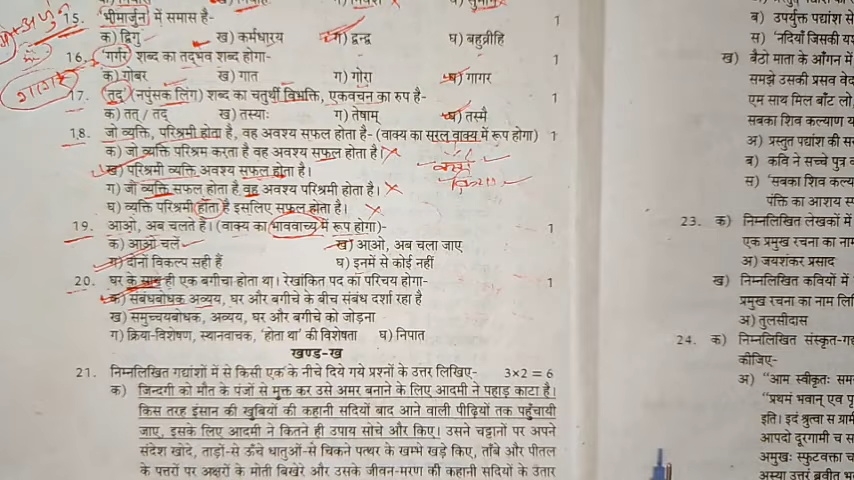 15. भीमार्जुन में समास है- 1
क) द्विगु ख) कर्मधारय ग) द्वन्द्व घ) बहुव्रीहि
16. 'गर्गर' शब्द का तद्भव शब्द होगा- 1
क) गोबर ख) गात ग) गोरा घ) गागर
17. तद् (नपुंसक लिंग) शब्द का चतुर्थी विभक्ति, एकवचन का रुप है- 1
क) तत् / तद् ख) तस्याः ग) तेषाम् घ) तस्मै
18. जो व्यक्ति, परिश्रमी होता है, वह अवश्य सफल होता है- (वाक्य का सरल वाक्य में रूप होगा) 1
क) जो व्यक्ति परिश्रम करता है वह अवश्य सफल होता है।
ख) परिश्रमी व्यक्ति अवश्य सफल होता है।
ग) जो व्यक्ति सफल होता है वह अवश्य परिश्रमी होता है।
घ) व्यक्ति परिश्रमी होता है इसलिए सफल होता है।
19. आओ, अब चलते हैं। (वाक्य का भाववाच्य में रूप होगा)- 1
क) आओ चलें ख) आओ, अब चला जाए
ग) दोनों विकल्प सही हैं घ) इनमें से कोई नहीं
20. घर के साथ ही एक बगीचा होता था। रेखांकित पद का परिचय होगा- 1
क) संबंधबोधक अव्यय, घर और बगीचे के बीच संबंध दर्शा रहा है
ख) समुच्चयबोधक, अव्यय, घर और बगीचे को जोड़ना
ग) क्रिया-विशेषण, स्थानवाचक, 'होता था' की विशेषता घ) निपात
खण्ड-ख
21. निम्नलिखित गद्यांशों में से किसी एक के नीचे दिये गये प्रश्नों के उत्तर लिखिए- 3×2 = 6
क) जिन्दगी को मौत के पंजों से मुक्त कर उसे अमर बनाने के लिए आदमी ने पहाड़ काटा है।
किस तरह इंसान की खूबियों की कहानी सदियों बाद आने वाली पीढ़ियों तक पहुँचायी
जाए, इसके लिए आदमी ने कितने ही उपाय सोचे और किए। उसने चट्टानों पर अपने
संदेश खोदे, ताड़ों-से ऊँचे धातुओं-से चिकने पत्थर के खम्भे खड़े किए, ताँबे और पीतल
के पत्तरों पर अक्षरों के मोती बिखेरे और उसके जीवन-मरण की कहानी सदियों के उतार
गागर
ब) उपर्युक्त पद्यांश से
स) 'नदियाँ जिसकी
ख) बैठो माता के आँगन में
समझे उसकी प्रसव वेद
एम साथ मिल बाँट लो
सबका शिव कल्याण
अ) प्रस्तुत पद्यांश की
ब) कवि ने सच्चे पुत्र
स) 'सबका शिव कल्य
पंक्ति का आशय
23. क) निम्नलिखित लेखकों में
एक प्रमुख रचना का नाम
अ) जयशंकर प्रसाद
ख) निम्नलिखित कवियों में
प्रमुख रचना का नाम लि
अ) तुलसीदास
24. क) निम्नलिखित संस्कृत-ग
कीजिए-
अ) "आम स्वीकृतः सम
"प्रथमं भवान् एव पृ
इति। इदं श्रुत्वा स ग्रामी
आपदो दूरगामी च स
अमुखः स्फुटवक्ता च
अस्या उत्तरं ब्रवीत